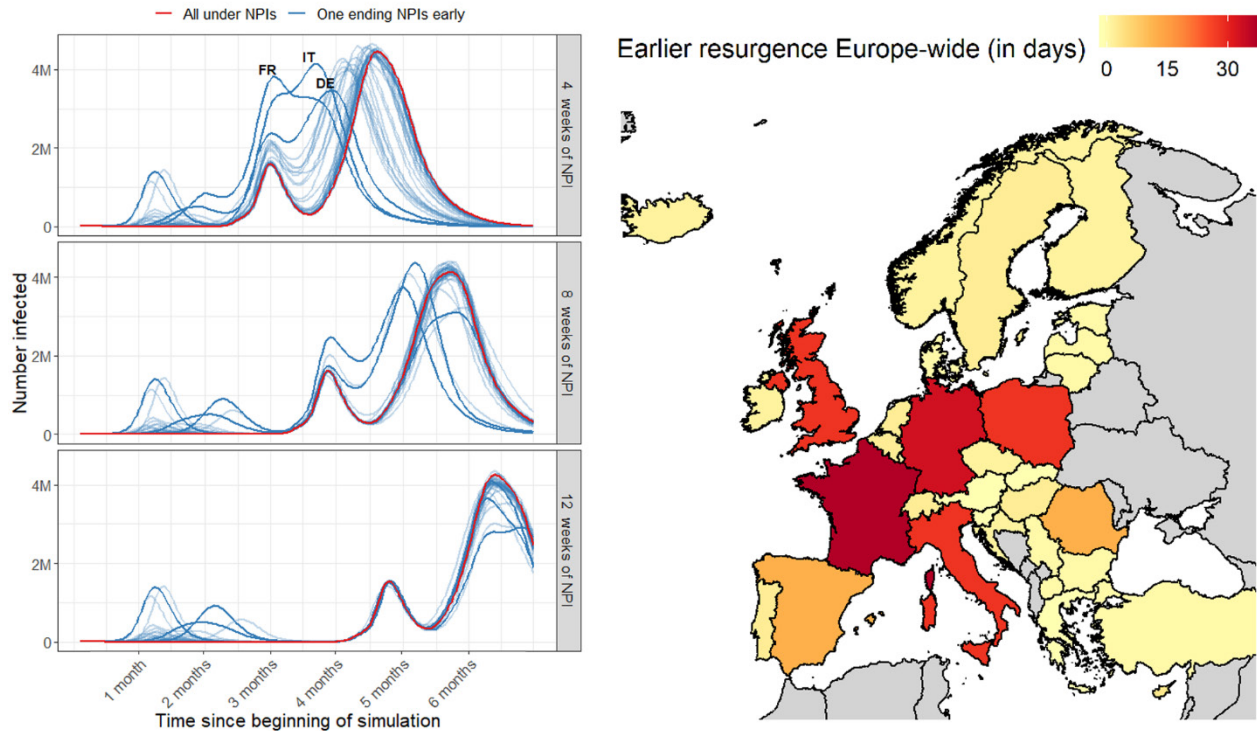 All under NPIs
One ending NPIs early
Number infected
4M
2M
0
FR
IT
DE
4 weeks of NPI
4M
2M
0
8 weeks of NPI
4M
2M
0
12 weeks of NPI
1 month
2 months
3 months
4 months
5 months
6 months
Time since beginning of simulation
Earlier resurgence Europe-wide (in days)
0 15 30